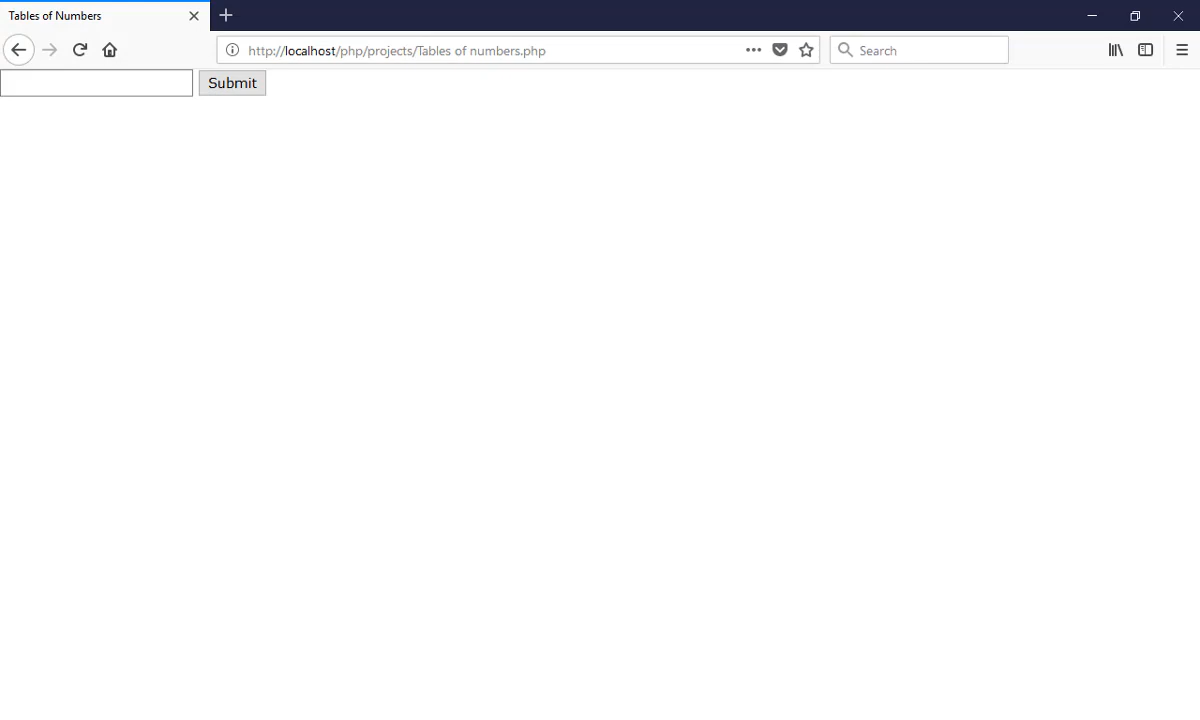 Tables of Numbers
http://localhost/php/projects/Tables of numbers.php
Search
Submit